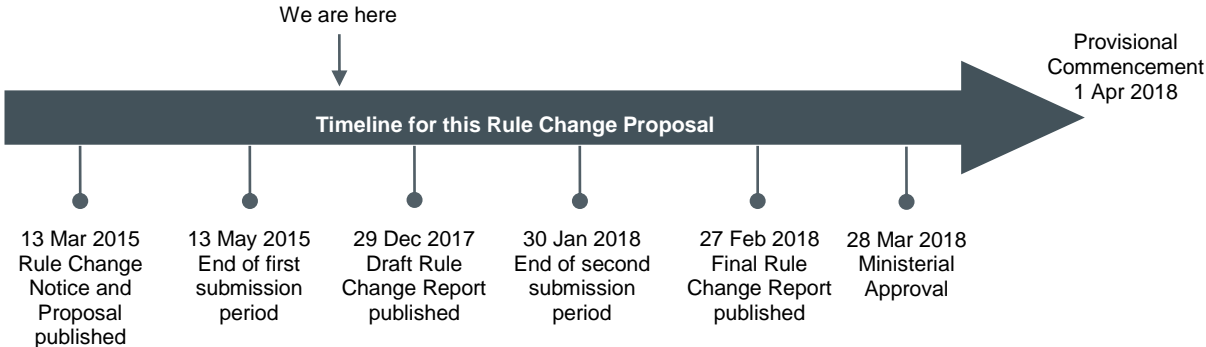 We are here
Provisional
Commencement
1 Apr 2018
Timeline for this Rule Change Proposal
13 Mar 2015
Rule Change
Notice and
Proposal
published
13 May 2015
End of first
submission
period
29 Dec 2017
Draft Rule
Change Report
published
30 Jan 2018
End of second
submission
period
27 Feb 2018
Final Rule
Change Report
published
28 Mar 2018
Ministerial
Approval